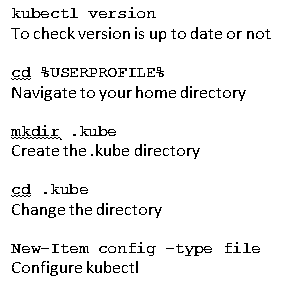 kubectl version
To check version is up to date or not
cd %USERPROFILE%
Navigate to your home directory
mkdir .kube
Create the .kube directory
cd .kube
Change the directory
New-Item config -type file
Configure kubectl